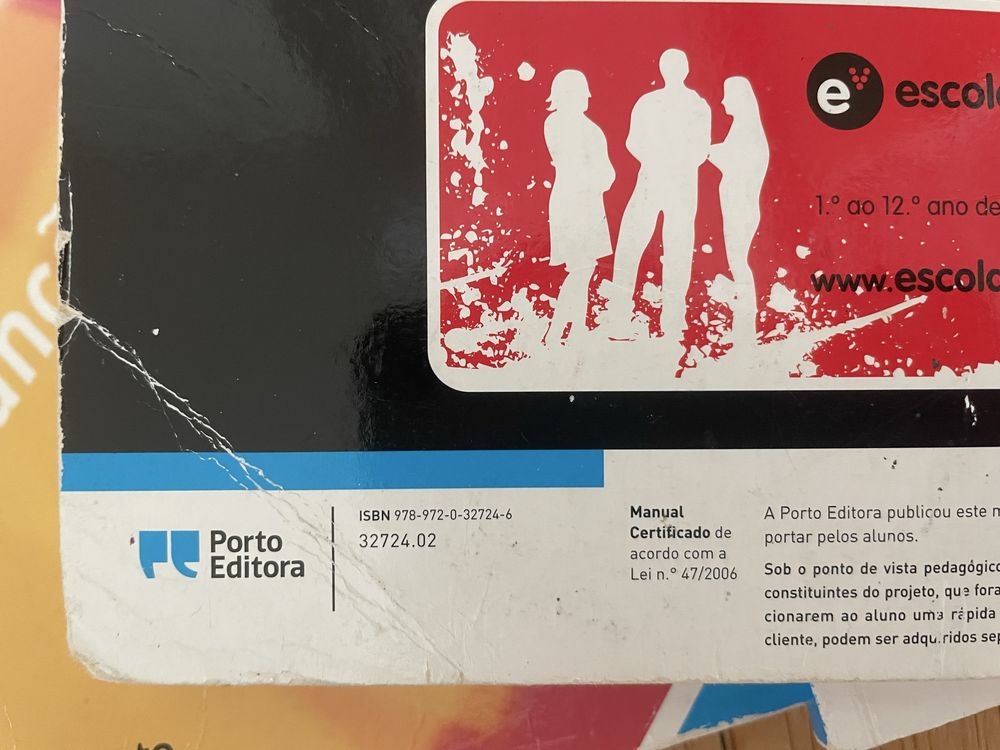 e escol
1.º ao 12.º ano de
www.escol
Porto
Editora
ISBN 978-972-0-32724-6
32724.02
Manual
Certificado de
acordo com a
Lei n.º 47/2006
A Porto Editora publicou este m
portar pelos alunos.
Sob o ponto de vista pedagógico
constituintes do projeto, que fora
cionarem ao aluno uma rápida
cliente, podem ser adquiridos sep